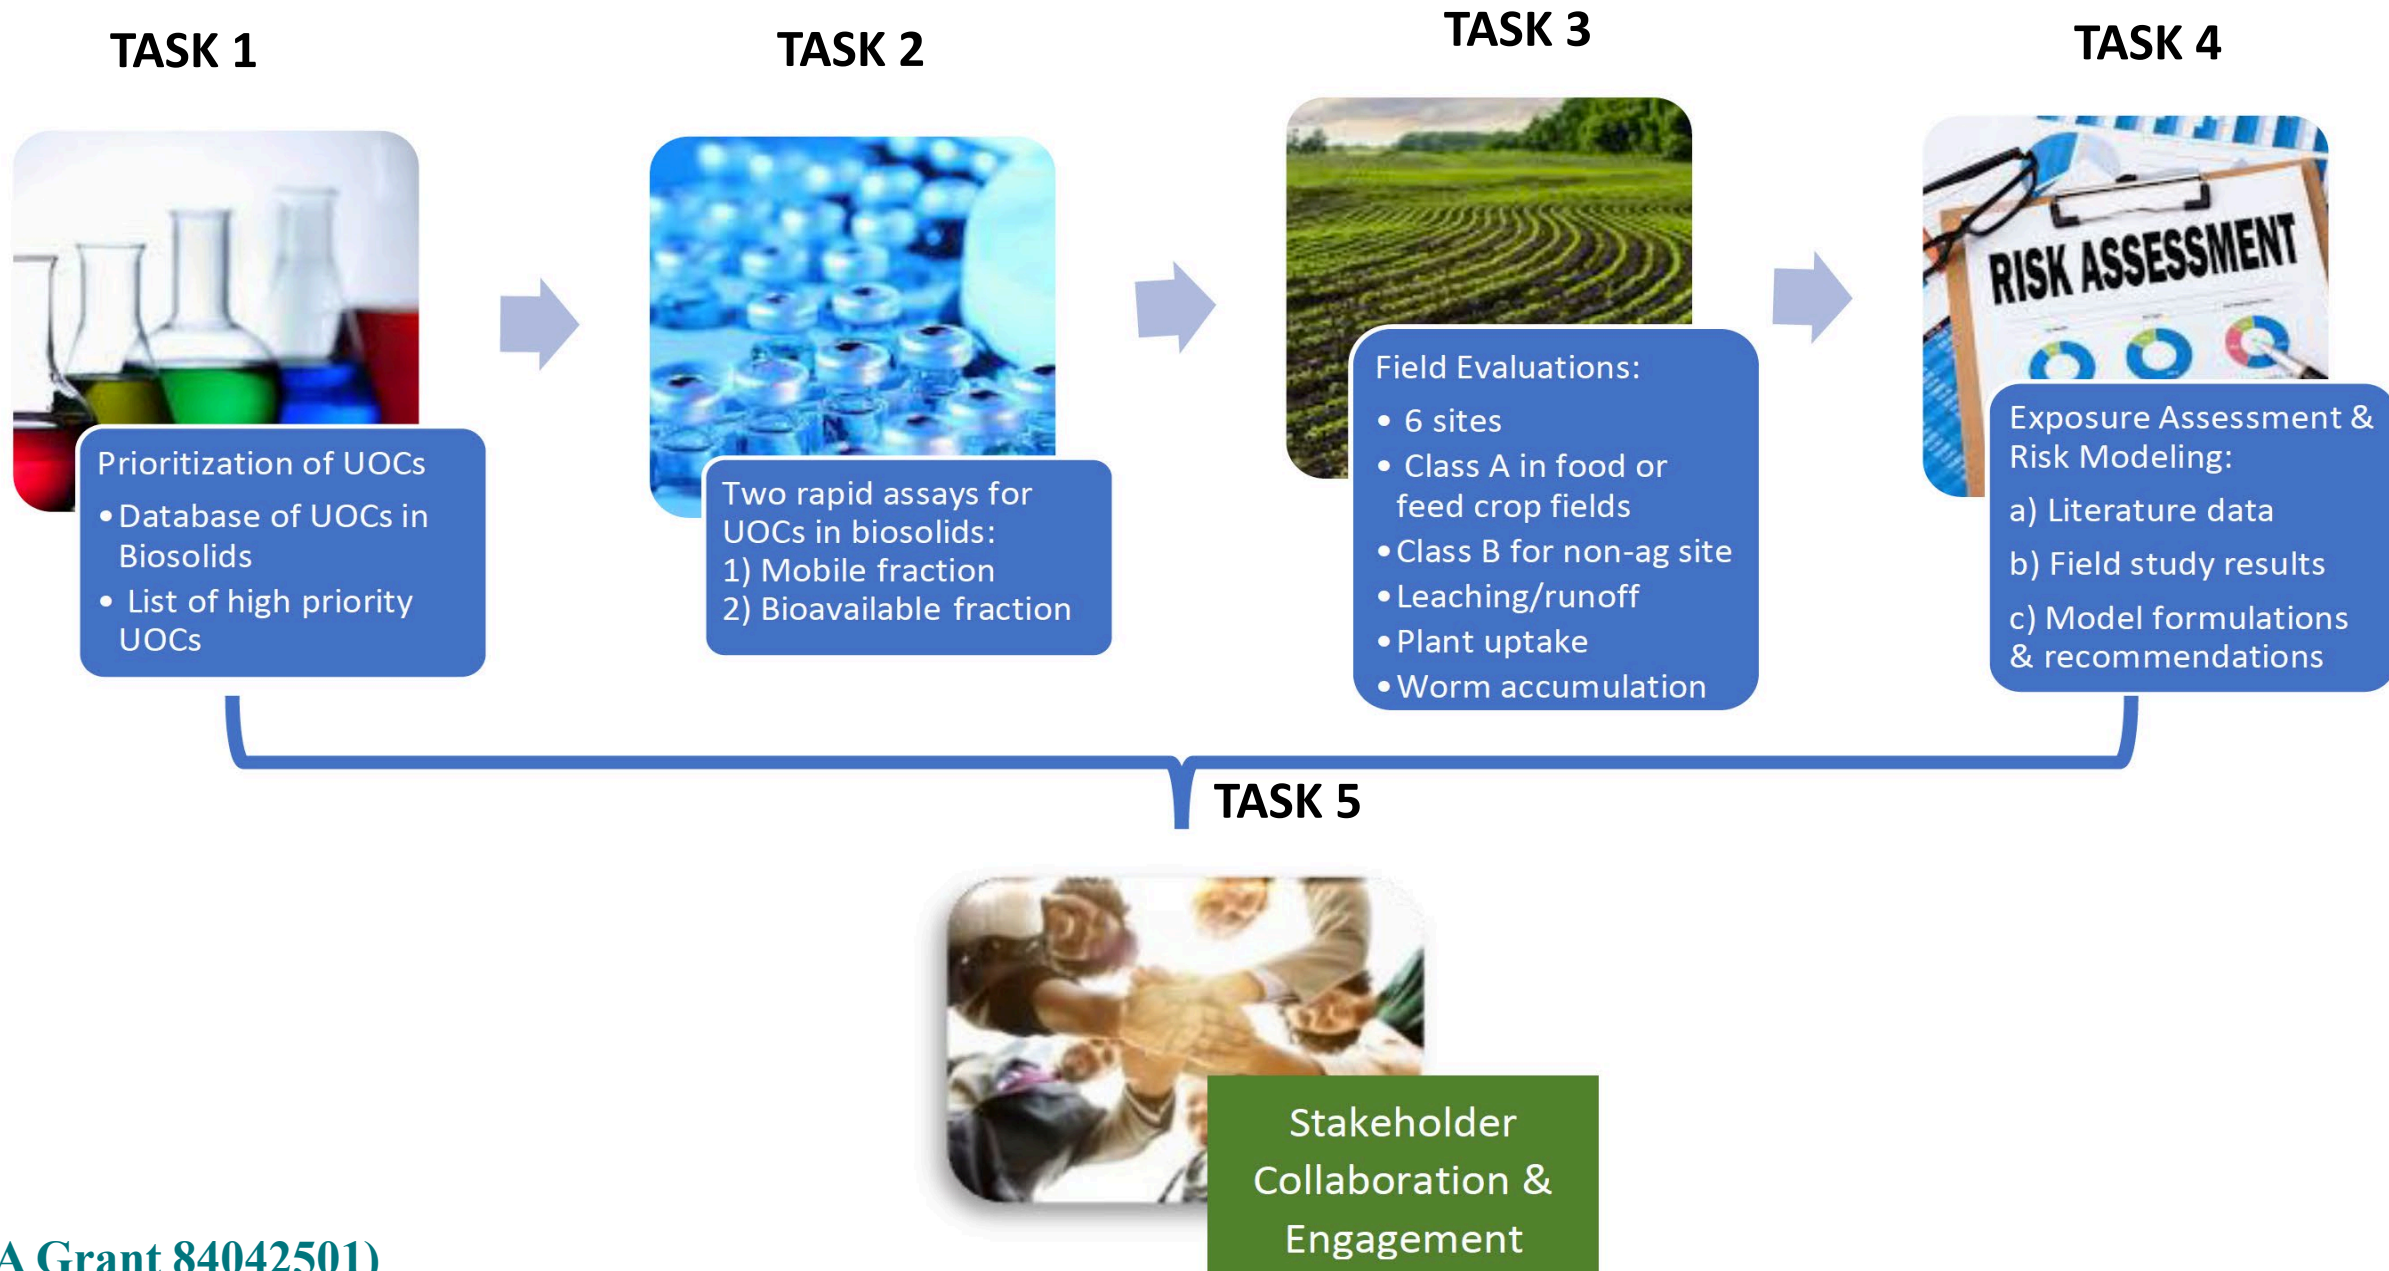 TASK 1
Prioritization of UOCs
•Database of UOCs in
Biosolids
• List of high priority
UOCs
TASK 2
Two rapid assays for
UOCs in biosolids:
1) Mobile fraction
2) Bioavailable fraction
TASK 3
Field Evaluations:
• 6 sites
• Class A in food or
feed crop fields
•Class B for non-ag site
•Leaching/runoff
•Plant uptake
•Worm accumulation
TASK 4
RISK ASSESSMENT
Exposure Assessment &
Risk Modeling:
a) Literature data
b) Field study results
c) Model formulations
& recommendations
TASK 5
Stakeholder
Collaboration &
Engagement
A Grant 84042501)